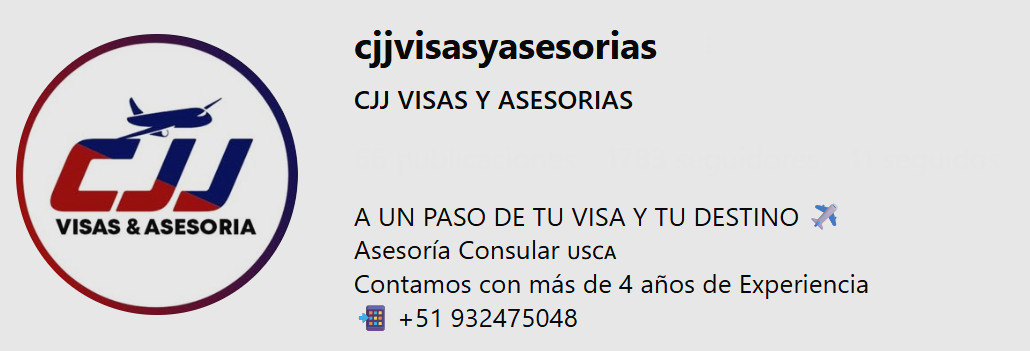 CJJ
VISAS & ASESORIA
cjjvisasyasesorias
CJJ VISAS Y ASESORIAS
A UN PASO DE TU VISA Y TU DESTINO ✈️
Asesoría Consular ᴜsᴄᴀ
Contamos con más de 4 años de Experiencia
📲 +51 932475048